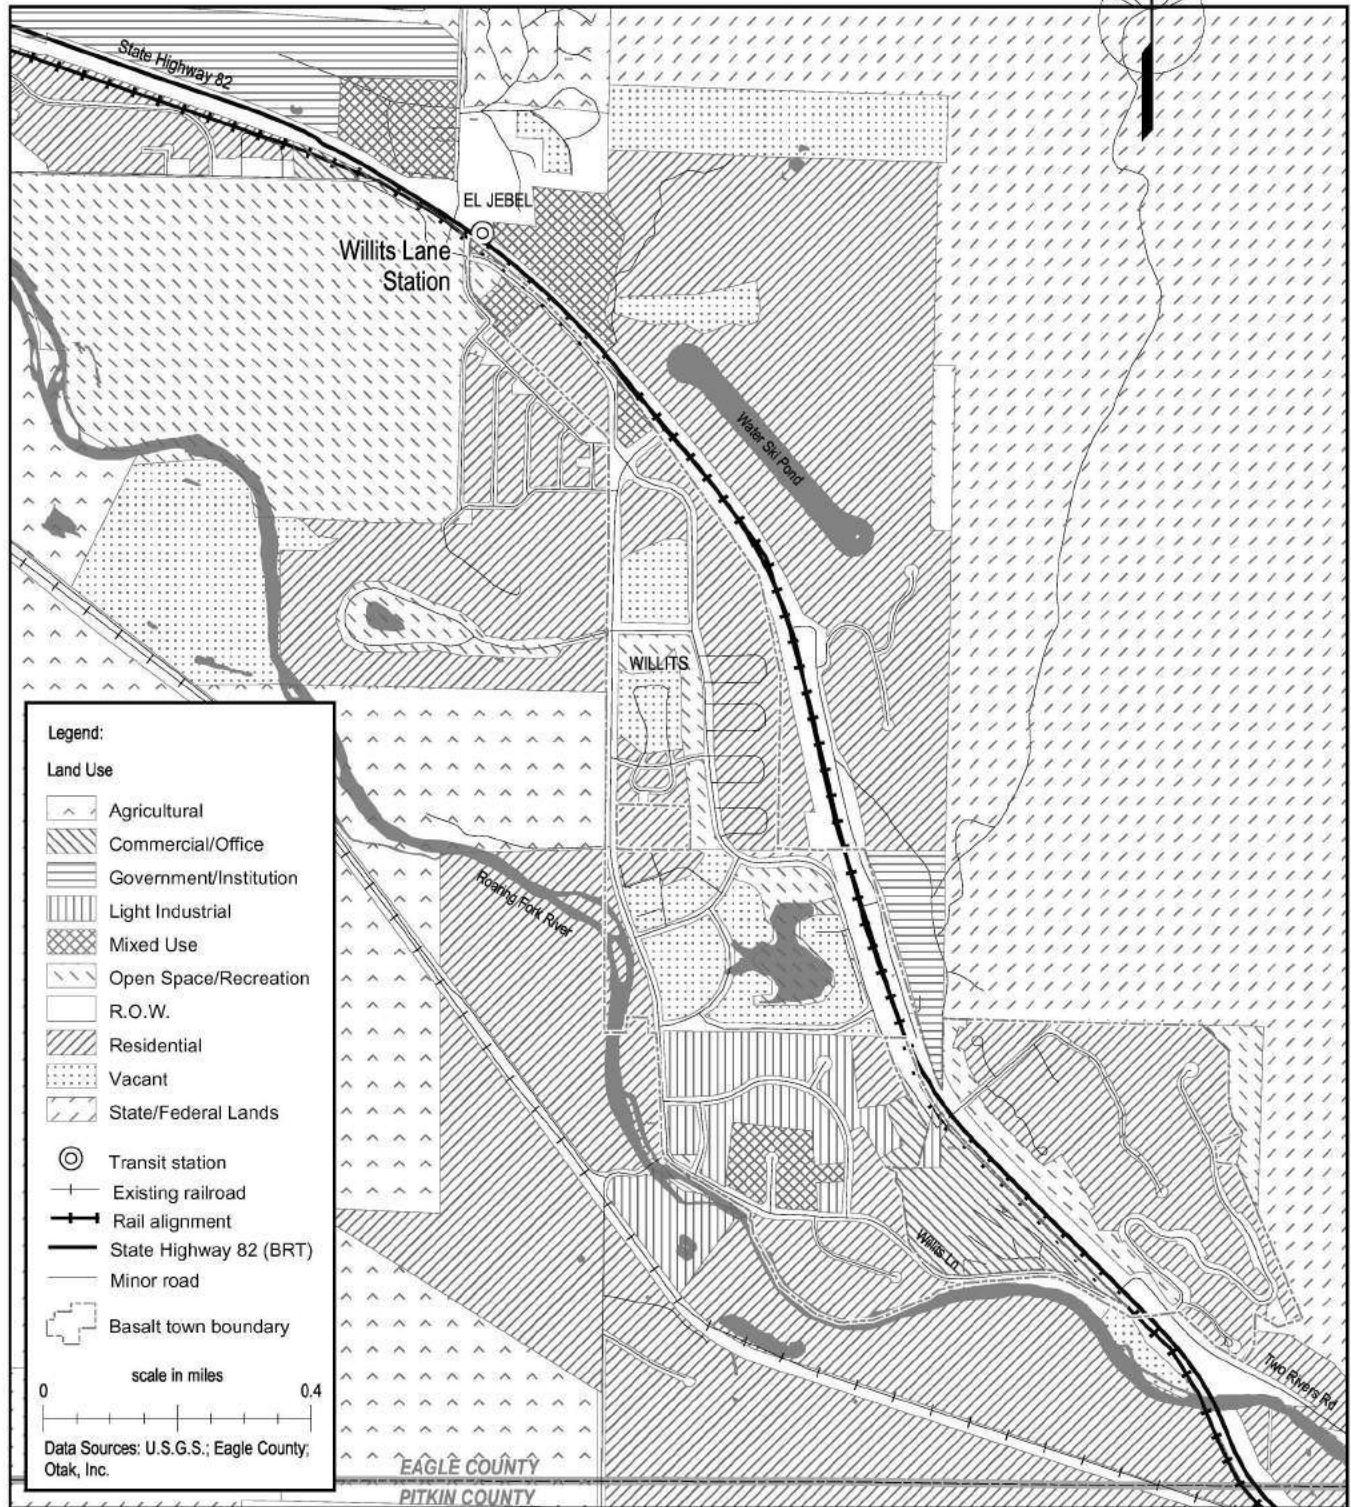 State Highway 82
EL JEBEL
Willits Lane
Station
Water Ski Pond
WILLITS
Roaring Fork River
Willits Ln
Two Rivers Rd
Legend:
Land Use
Agricultural
Commercial/Office
Government/Institution
Light Industrial
Mixed Use
Open Space/Recreation
R.O.W.
Residential
Vacant
State/Federal Lands
Transit station
Existing railroad
Rail alignment
State Highway 82 (BRT)
Minor road
Basalt town boundary
scale in miles
0 0.4
Data Sources: U.S.G.S.; Eagle County;
Otak, Inc.
EAGLE COUNTY
PITKIN COUNTY